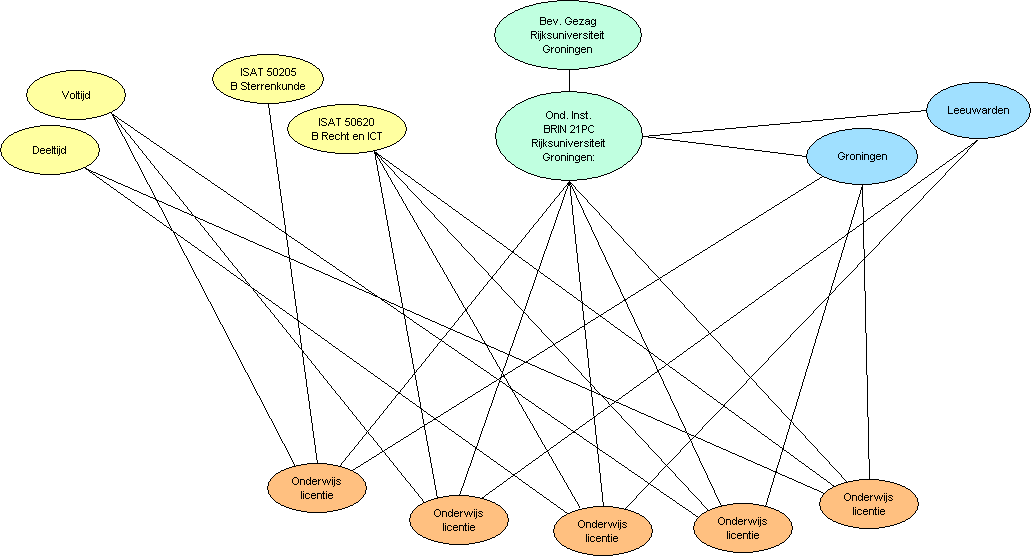 Bev. Gezag
Rijksuniversiteit
Groningen
ISAT 50205
B Sterrenkunde
Voltijd
Leeuwarden
ISAT 50620
B Recht en ICT
Ond. Inst.
BRIN 21PC
Rijksuniversiteit
Groningen:
Deeltijd
Groningen
Onderwijs
licentie
Onderwijs
licentie
Onderwijs
licentie
Onderwijs
licentie
Onderwijs
licentie